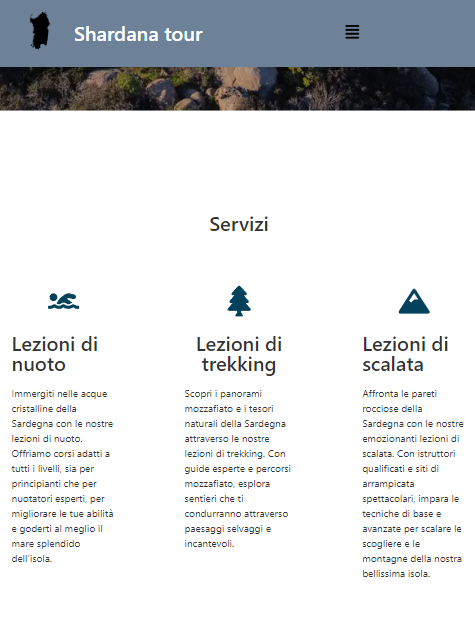 Shardana tour
Servizi
Lezioni di
nuoto
Immergiti nelle acque
cristalline della
Sardegna con le nostre
lezioni di nuoto.
Offriamo corsi adatti a
tutti i livelli, sia per
principianti che per
nuotatori esperti, per
migliorare le tue abilità
e goderti al meglio il
mare splendido
dell'isola.
Lezioni di
trekking
Scopri i panorami
mozzafiato e i tesori
naturali della Sardegna
attraverso le nostre
lezioni di trekking. Con
guide esperte e percorsi
mozzafiato, esplora
sentieri che ti
condurranno attraverso
paesaggi selvaggi e
incantevoli.
Lezioni di
scalata
Affronta le pareti
rocciose della
Sardegna con le nostre
emozionanti lezioni di
scalata. Con istruttori
qualificati e siti di
arrampicata
spettacolari, impara le
tecniche di base e
avanzate per scalare le
scogliere e le
montagne della nostra
bellissima isola.